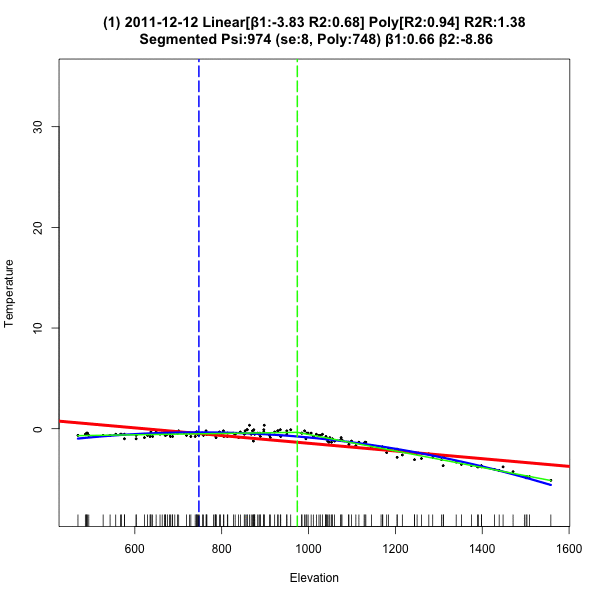 (1) 2011-12-12 Linear[β1:-3.83 R2:0.68] Poly[R2:0.94] R2R:1.38
Segmented Psi:974 (se:8, Poly:748) β1:0.66 β2:-8.86
30
20
10
0
Temperature
600 800 1000 1200 1400 1600
Elevation